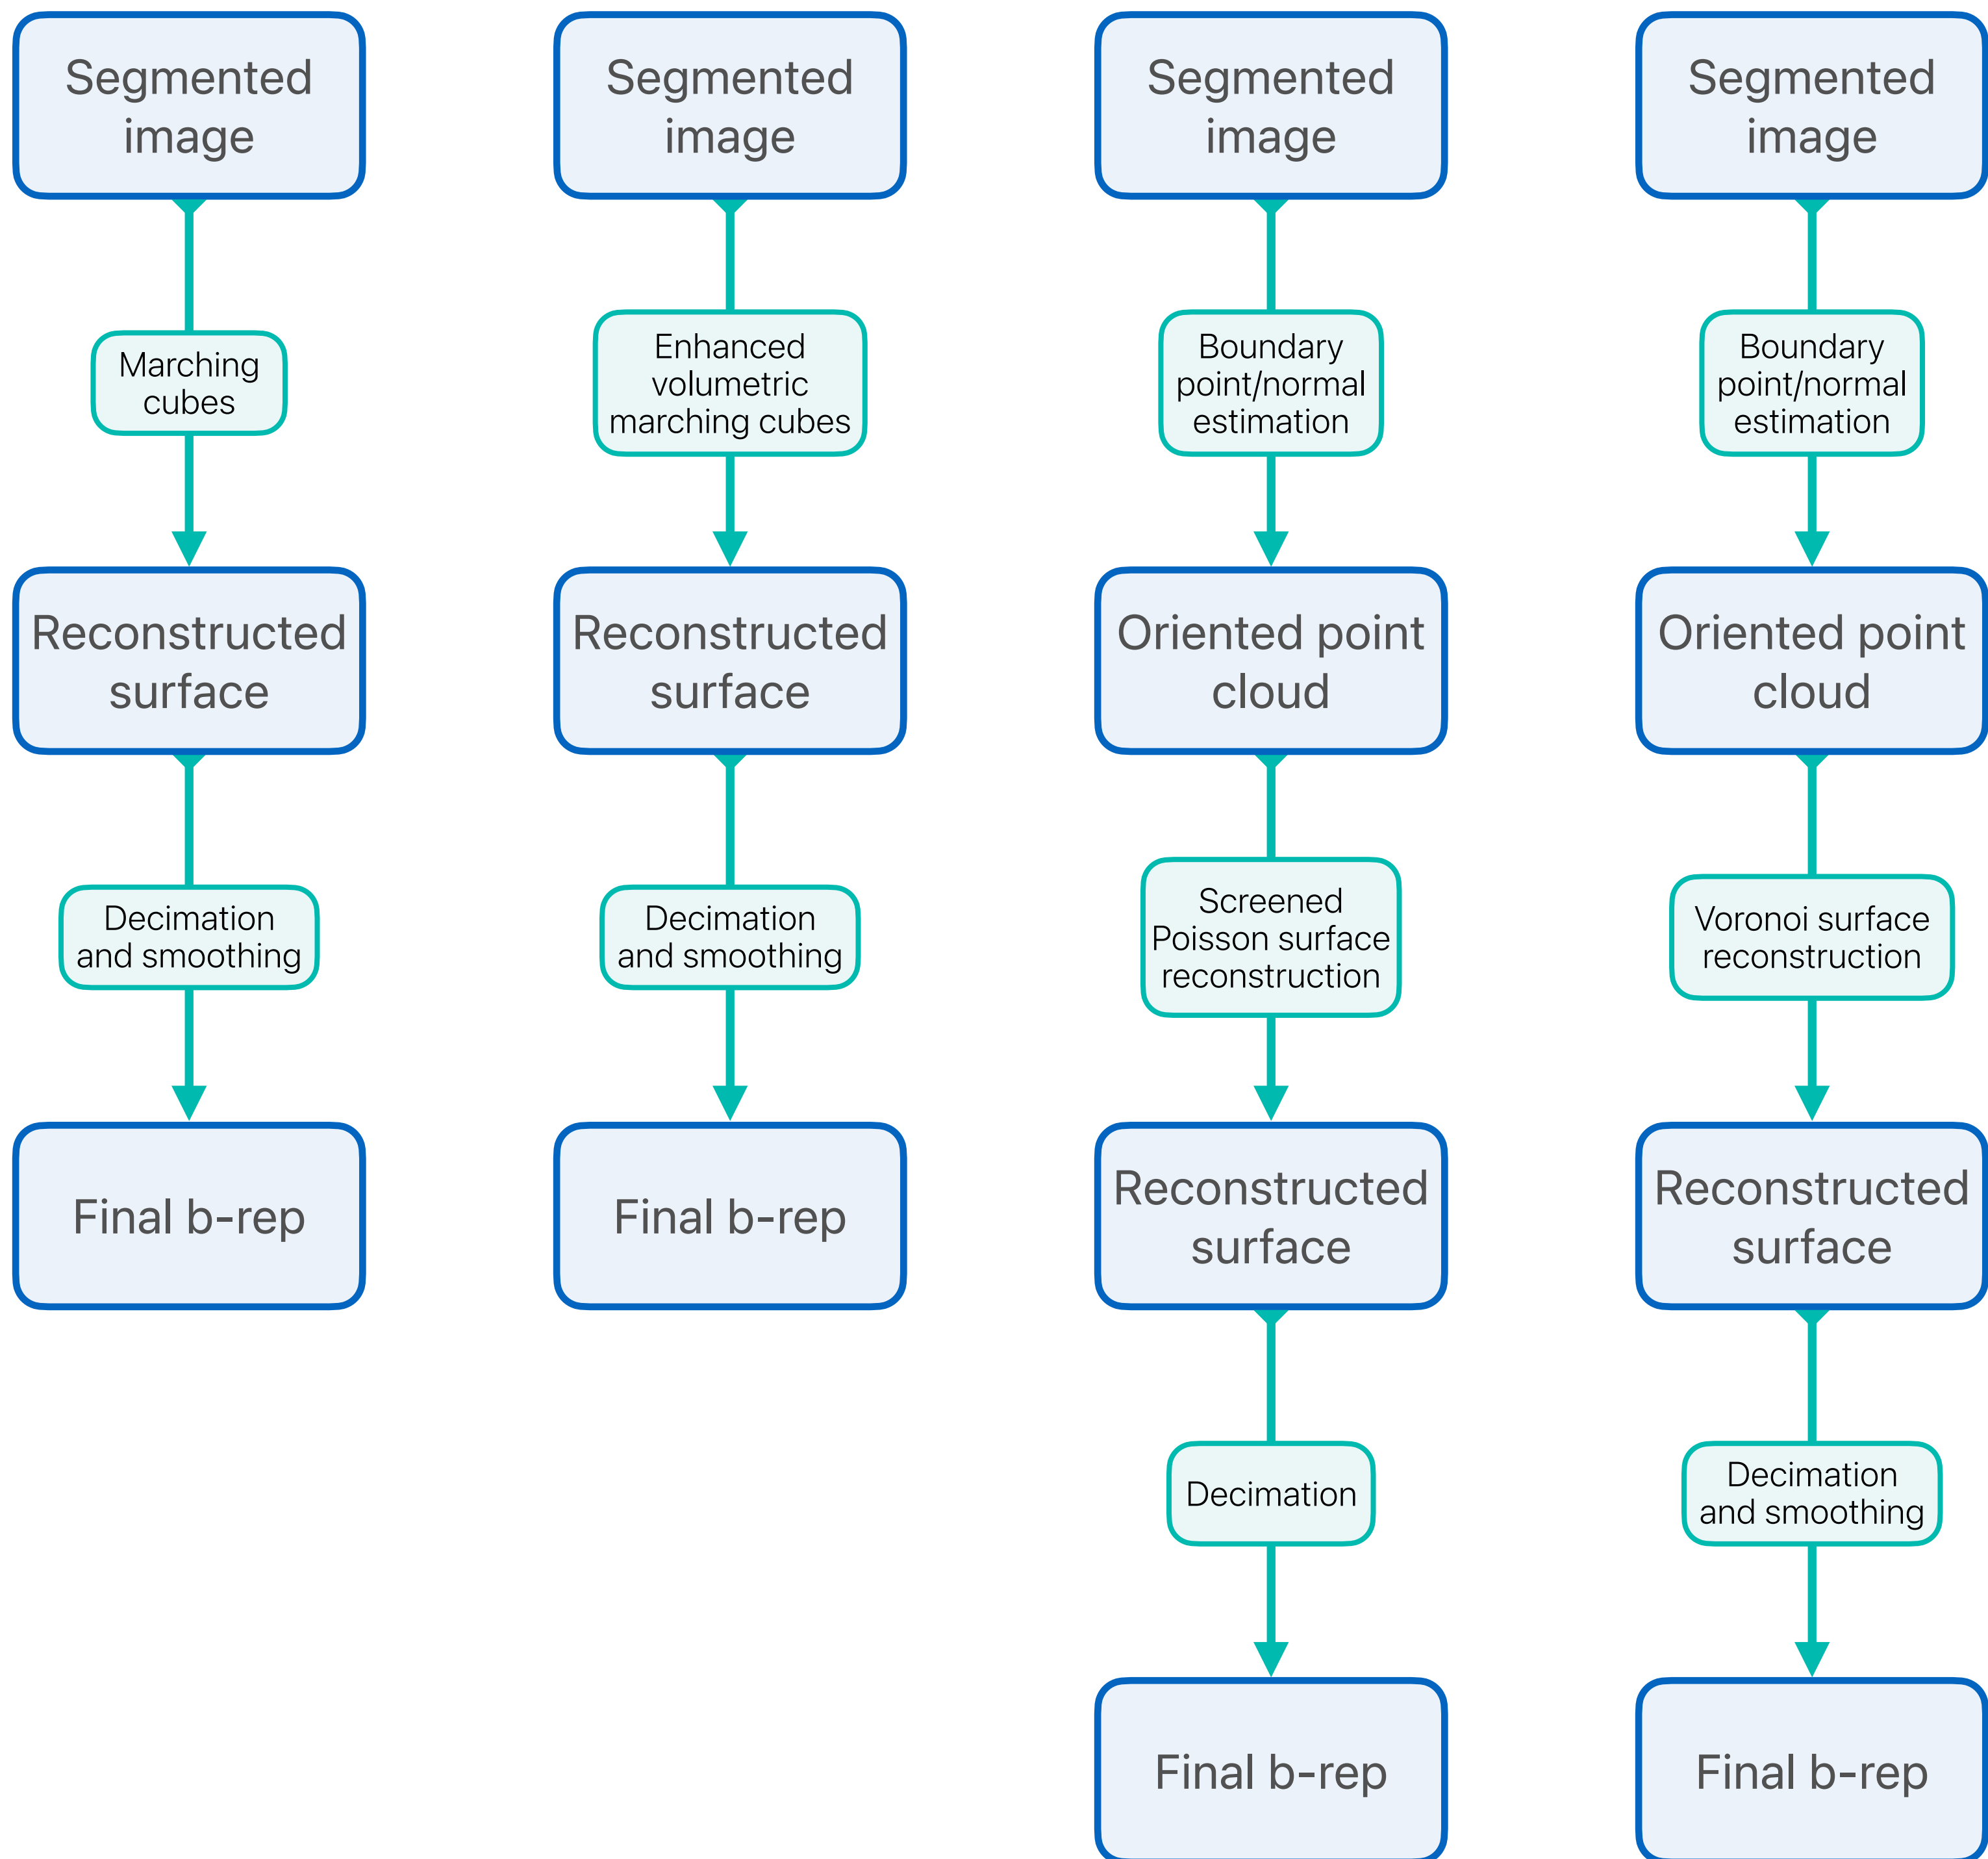 Segmented
image
Marching
cubes
Reconstructed
surface
Decimation
and smoothing
Final b-rep
Segmented
image
Enhanced
volumetric
marching cubes
Reconstructed
surface
Decimation
and smoothing
Final b-rep
Segmented
image
Boundary
point/normal
estimation
Oriented point
cloud
Screened
Poisson surface
reconstruction
Reconstructed
surface
Decimation
Final b-rep
Segmented
image
Boundary
point/normal
estimation
Oriented point
cloud
Voronoi surface
reconstruction
Reconstructed
surface
Decimation
and smoothing
Final b-rep